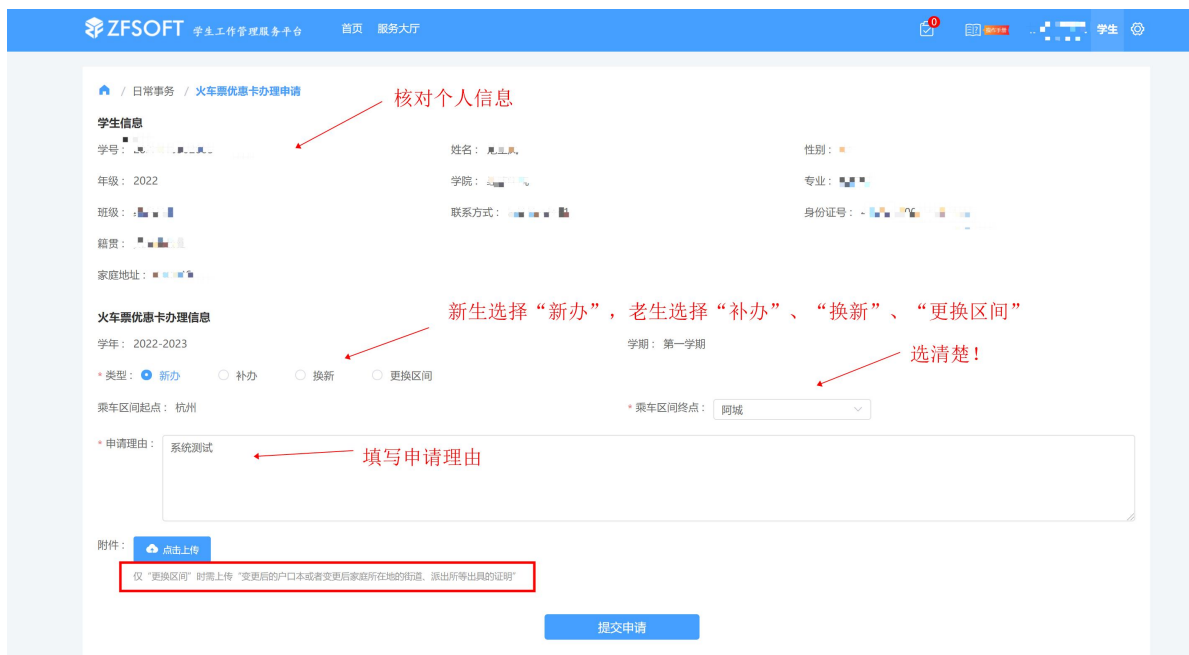 ZFSOFT 学生工作管理服务平台 首页 服务大厅 0 学生
/ 日常事务 / 火车票优惠卡办理申请
核对个人信息
学生信息
学号： 姓名： 性别：
年级： 2022 学院： 专业：
班级： 联系方式： 身份证号：
籍贯：
家庭地址：
新生选择“新办”，老生选择“补办”、“换新”、“更换区间”
火车票优惠卡办理信息
学年： 2022-2023 学期： 第一学期
选清楚！
* 类型： 新办 补办 换新 更换区间
乘车区间起点： 杭州 * 乘车区间终点： 阿城
* 申请理由： 系统测试
填写申请理由
附件： 点击上传
仅“更换区间”时需上传“变更后的户口本或者变更后家庭所在地的街道、派出所等出具的证明”
提交申请